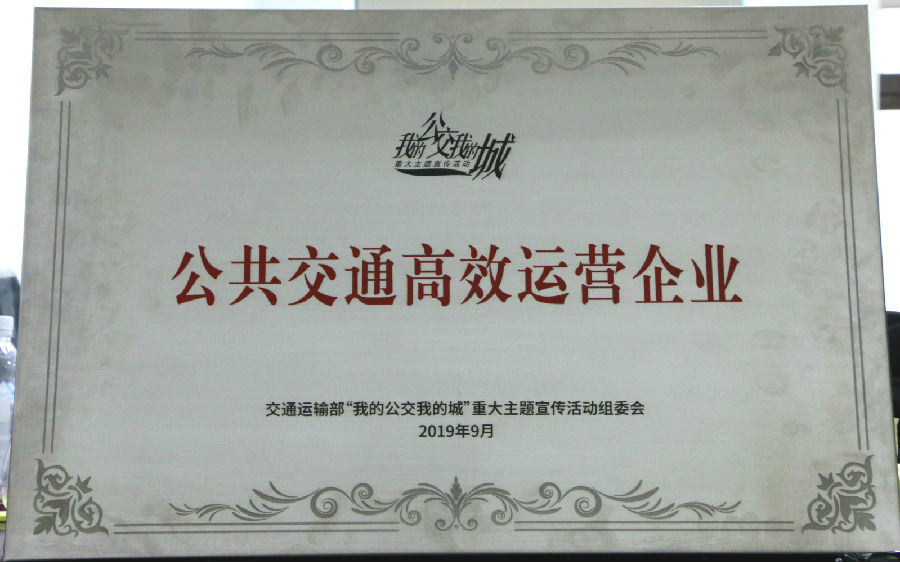 我的公交我的城
重大主题宣传活动
公共交通高效运营企业
交通运输部“我的公交我的城”重大主题宣传活动组委会
2019年9月